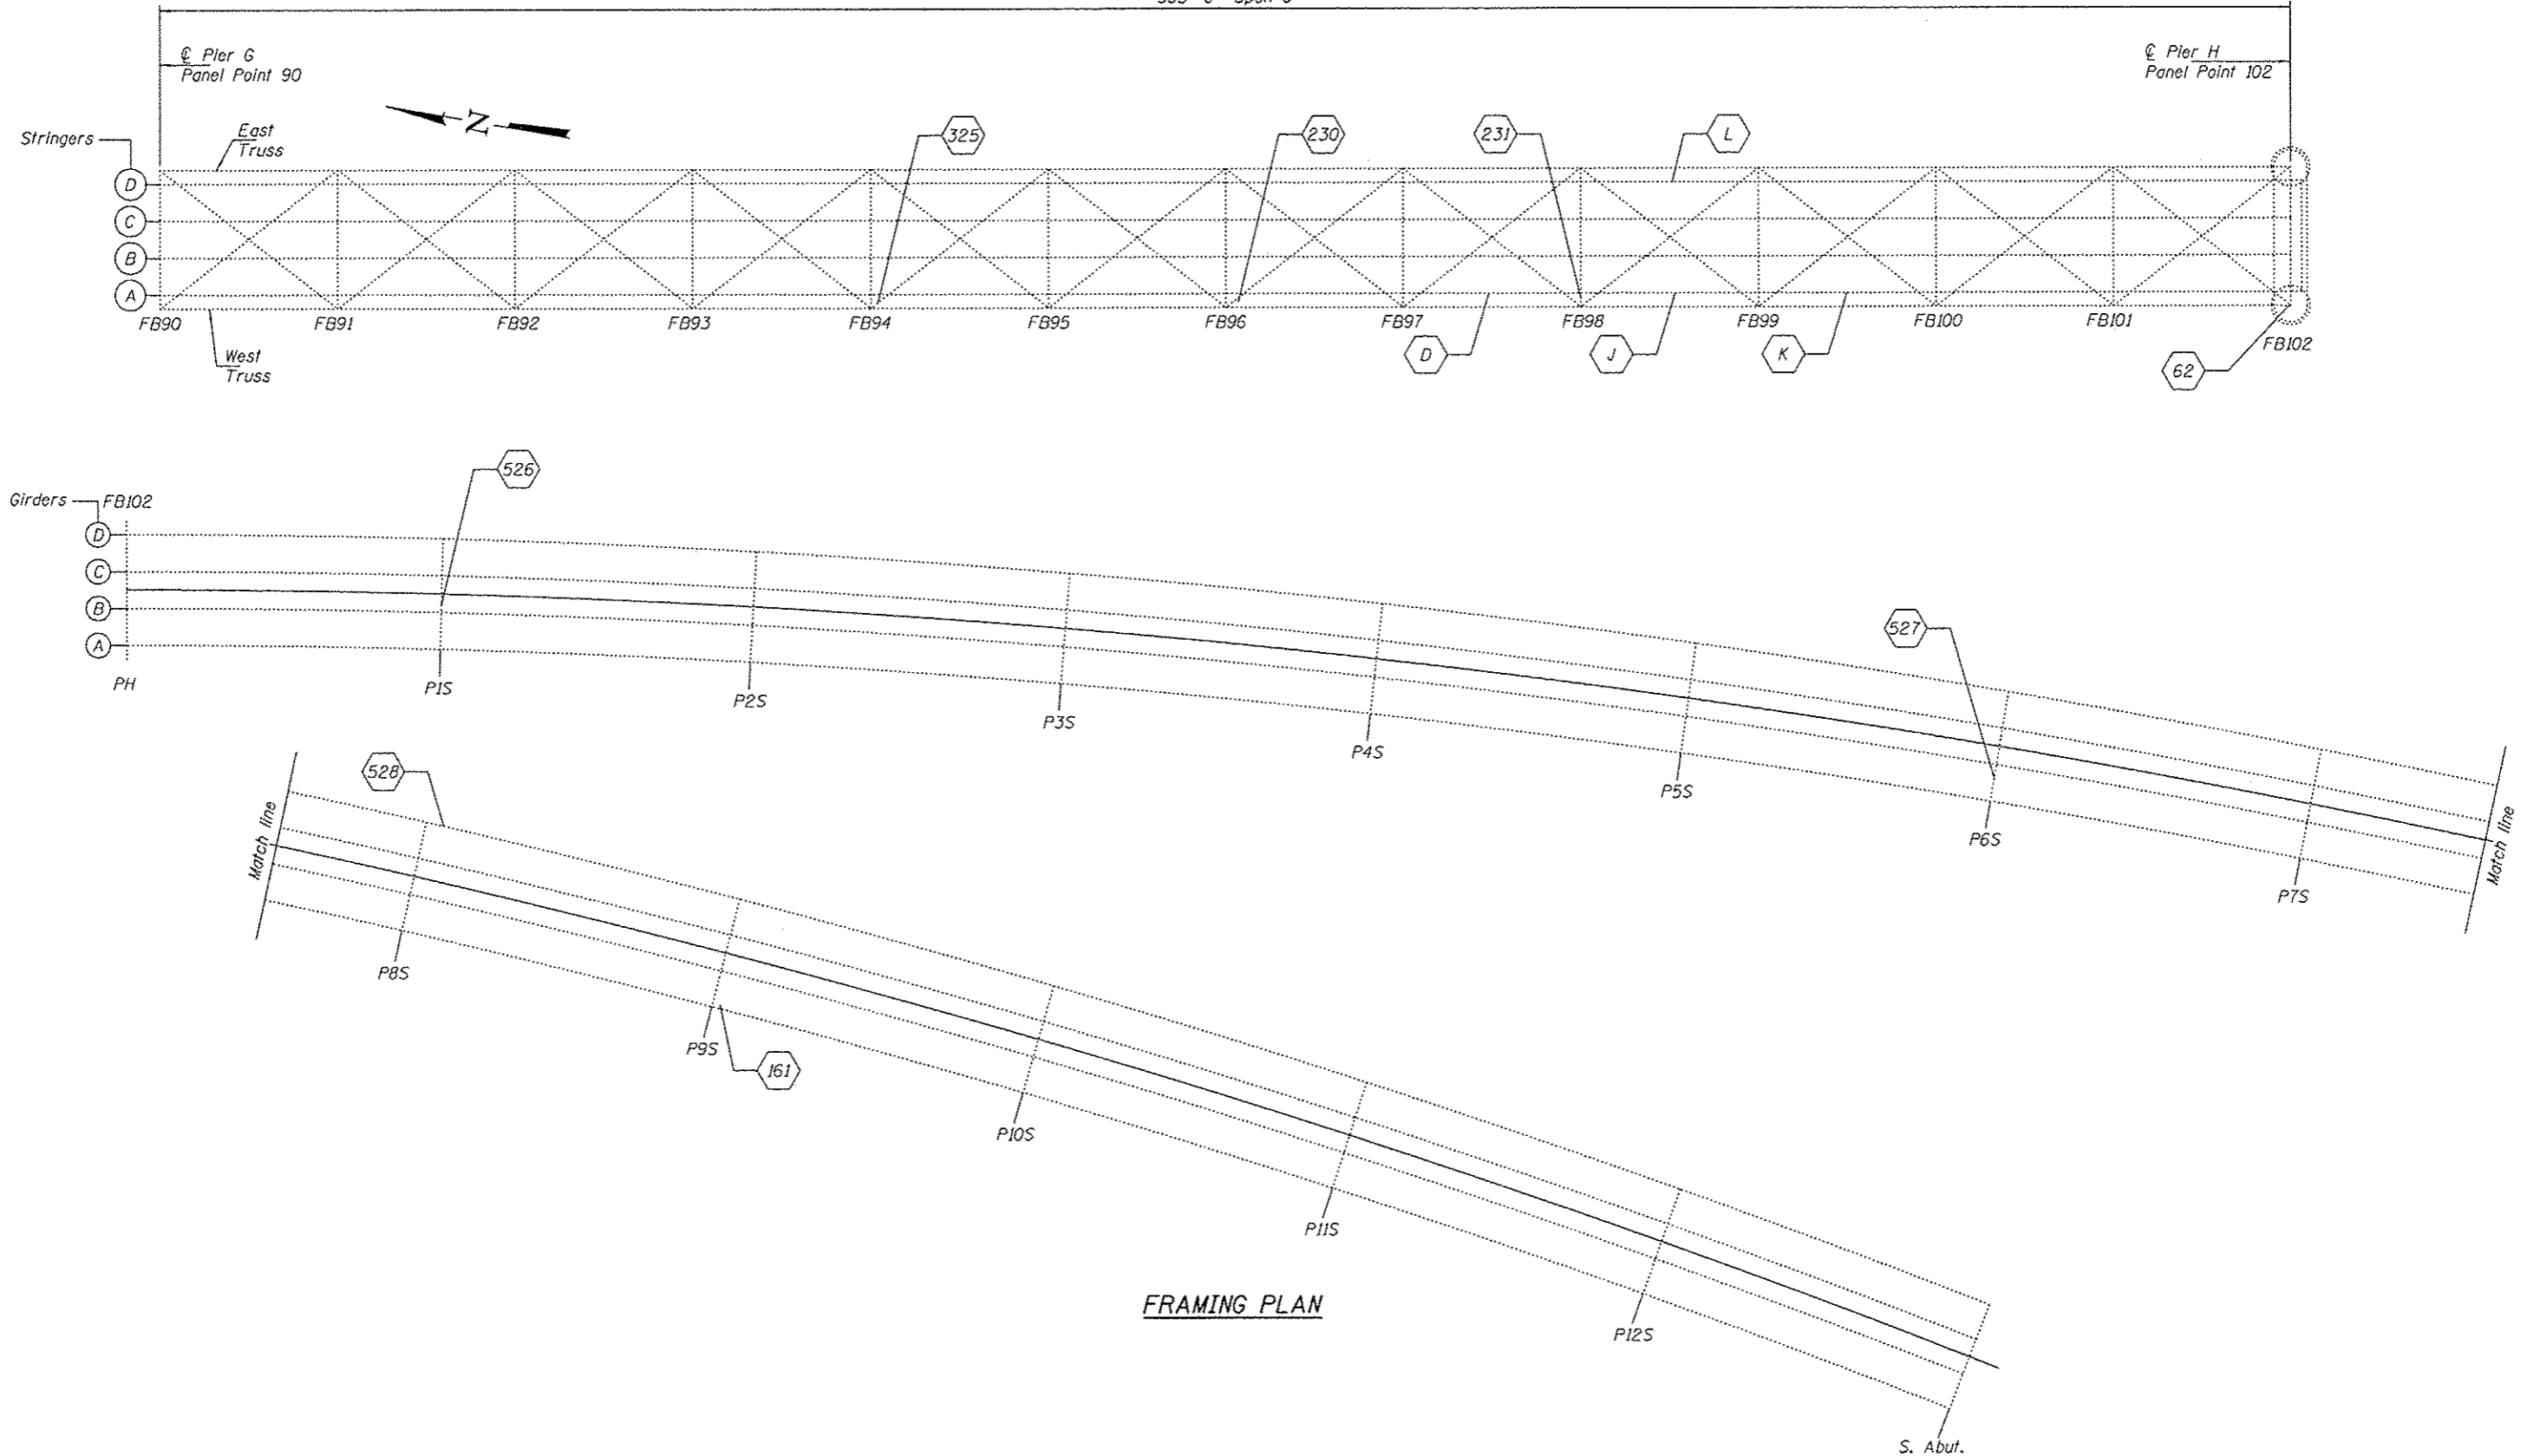 ℄ Pier G
Panel Point 90
℄ Pier H
Panel Point 102
N
Stringers
East
Truss
325
230
231
L
D
C
B
A
FB90
FB91
FB92
FB93
FB94
FB95
FB96
FB97
FB98
FB99
FB100
FB101
FB102
West
Truss
D
J
K
62
526
Girders
FB102
D
C
B
A
527
PH
P1S
P2S
P3S
P4S
P5S
P6S
P7S
Match line
528
Match line
P8S
P9S
161
P10S
P11S
P12S
FRAMING PLAN
S. Abut.